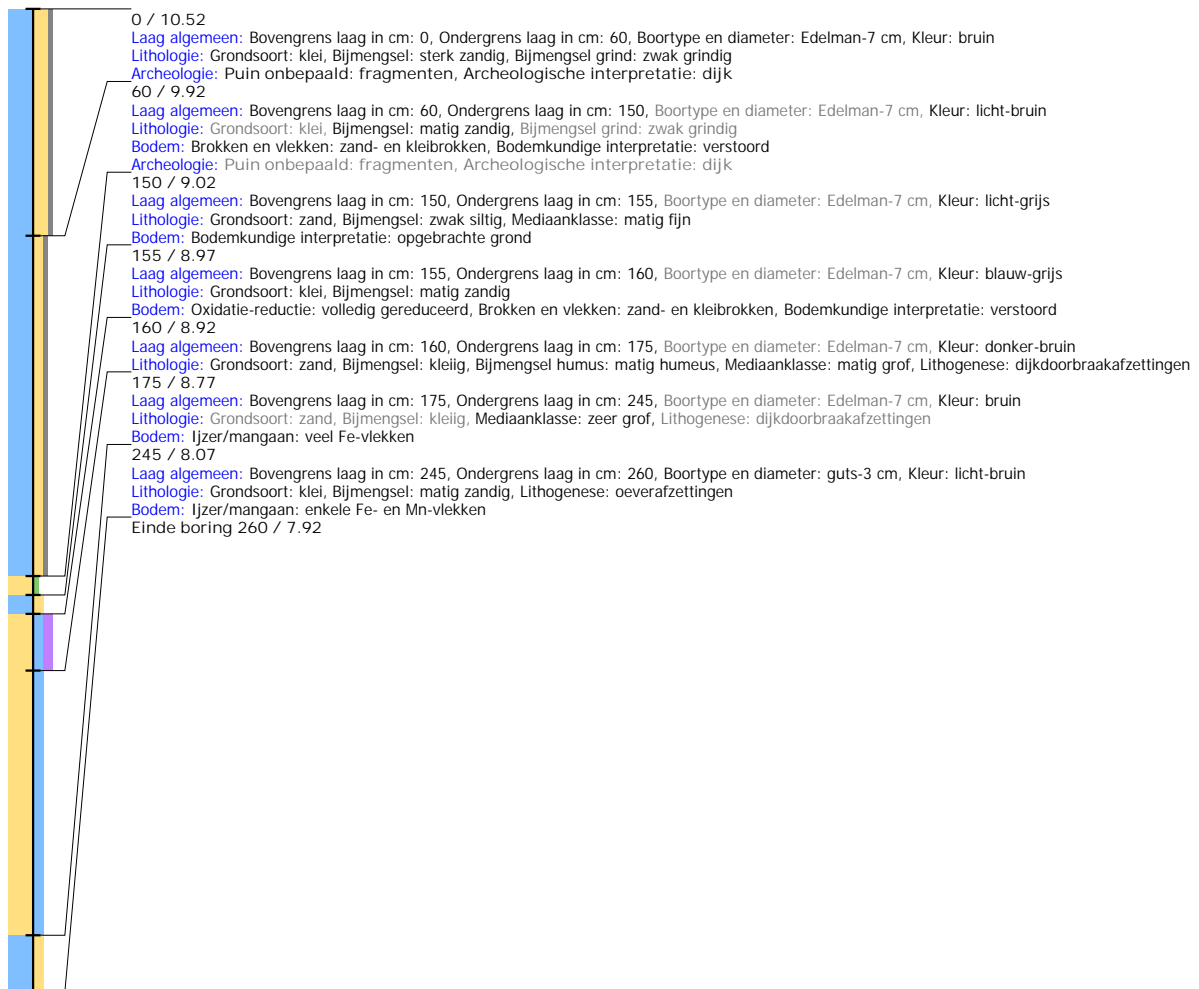 0 / 10.52
Laag algemeen: Bovengrens laag in cm: 0, Ondergrens laag in cm: 60, Boortype en diameter: Edelman-7 cm, Kleur: bruin
Lithologie: Grondsoort: klei, Bijmengsel: sterk zandig, Bijmengsel grind: zwak grindig
Archeologie: Puin onbepaald: fragmenten, Archeologische interpretatie: dijk
60 / 9.92
Laag algemeen: Bovengrens laag in cm: 60, Ondergrens laag in cm: 150, Boortype en diameter: Edelman-7 cm, Kleur: licht-bruin
Lithologie: Grondsoort: klei, Bijmengsel: matig zandig, Bijmengsel grind: zwak grindig
Bodem: Brokken en vlekken: zand- en kleibrokken, Bodemkundige interpretatie: verstoord
Archeologie: Puin onbepaald: fragmenten, Archeologische interpretatie: dijk
150 / 9.02
Laag algemeen: Bovengrens laag in cm: 150, Ondergrens laag in cm: 155, Boortype en diameter: Edelman-7 cm, Kleur: licht-grijs
Lithologie: Grondsoort: zand, Bijmengsel: zwak siltig, Mediaanklasse: matig fijn
Bodem: Bodemkundige interpretatie: opgebrachte grond
155 / 8.97
Laag algemeen: Bovengrens laag in cm: 155, Ondergrens laag in cm: 160, Boortype en diameter: Edelman-7 cm, Kleur: blauw-grijs
Lithologie: Grondsoort: klei, Bijmengsel: matig zandig
Bodem: Oxidatie-reductie: volledig gereduceerd, Brokken en vlekken: zand- en kleibrokken, Bodemkundige interpretatie: verstoord
160 / 8.92
Laag algemeen: Bovengrens laag in cm: 160, Ondergrens laag in cm: 175, Boortype en diameter: Edelman-7 cm, Kleur: donker-bruin
Lithologie: Grondsoort: zand, Bijmengsel: kleiig, Bijmengsel humus: matig humeus, Mediaanklasse: matig grof, Lithogenese: dijkdoorbraakafzettingen
175 / 8.77
Laag algemeen: Bovengrens laag in cm: 175, Ondergrens laag in cm: 245, Boortype en diameter: Edelman-7 cm, Kleur: bruin
Lithologie: Grondsoort: zand, Bijmengsel: kleiig, Mediaanklasse: zeer grof, Lithogenese: dijkdoorbraakafzettingen
Bodem: Ijzer/mangaan: veel Fe-vlekken
245 / 8.07
Laag algemeen: Bovengrens laag in cm: 245, Ondergrens laag in cm: 260, Boortype en diameter: guts-3 cm, Kleur: licht-bruin
Lithologie: Grondsoort: klei, Bijmengsel: matig zandig, Lithogenese: oeverafzettingen
Bodem: Ijzer/mangaan: enkele Fe- en Mn-vlekken
Einde boring 260 / 7.92